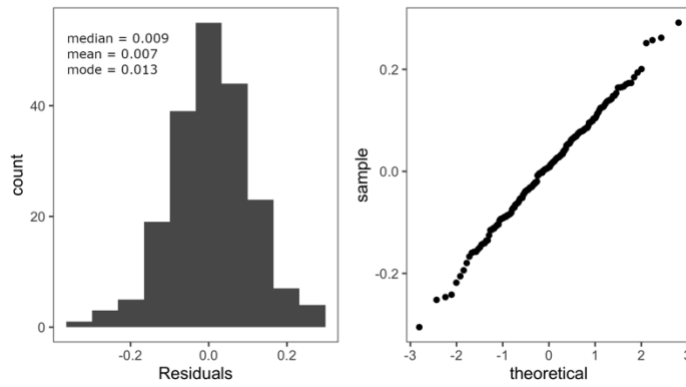 median = 0.009
mean = 0.007
mode = 0.013
count
40
20
0
-0.2
0.0
0.2
Residuals
sample
0.2
0.0
-0.2
-3
-2
-1
0
1
2
3
theoretical